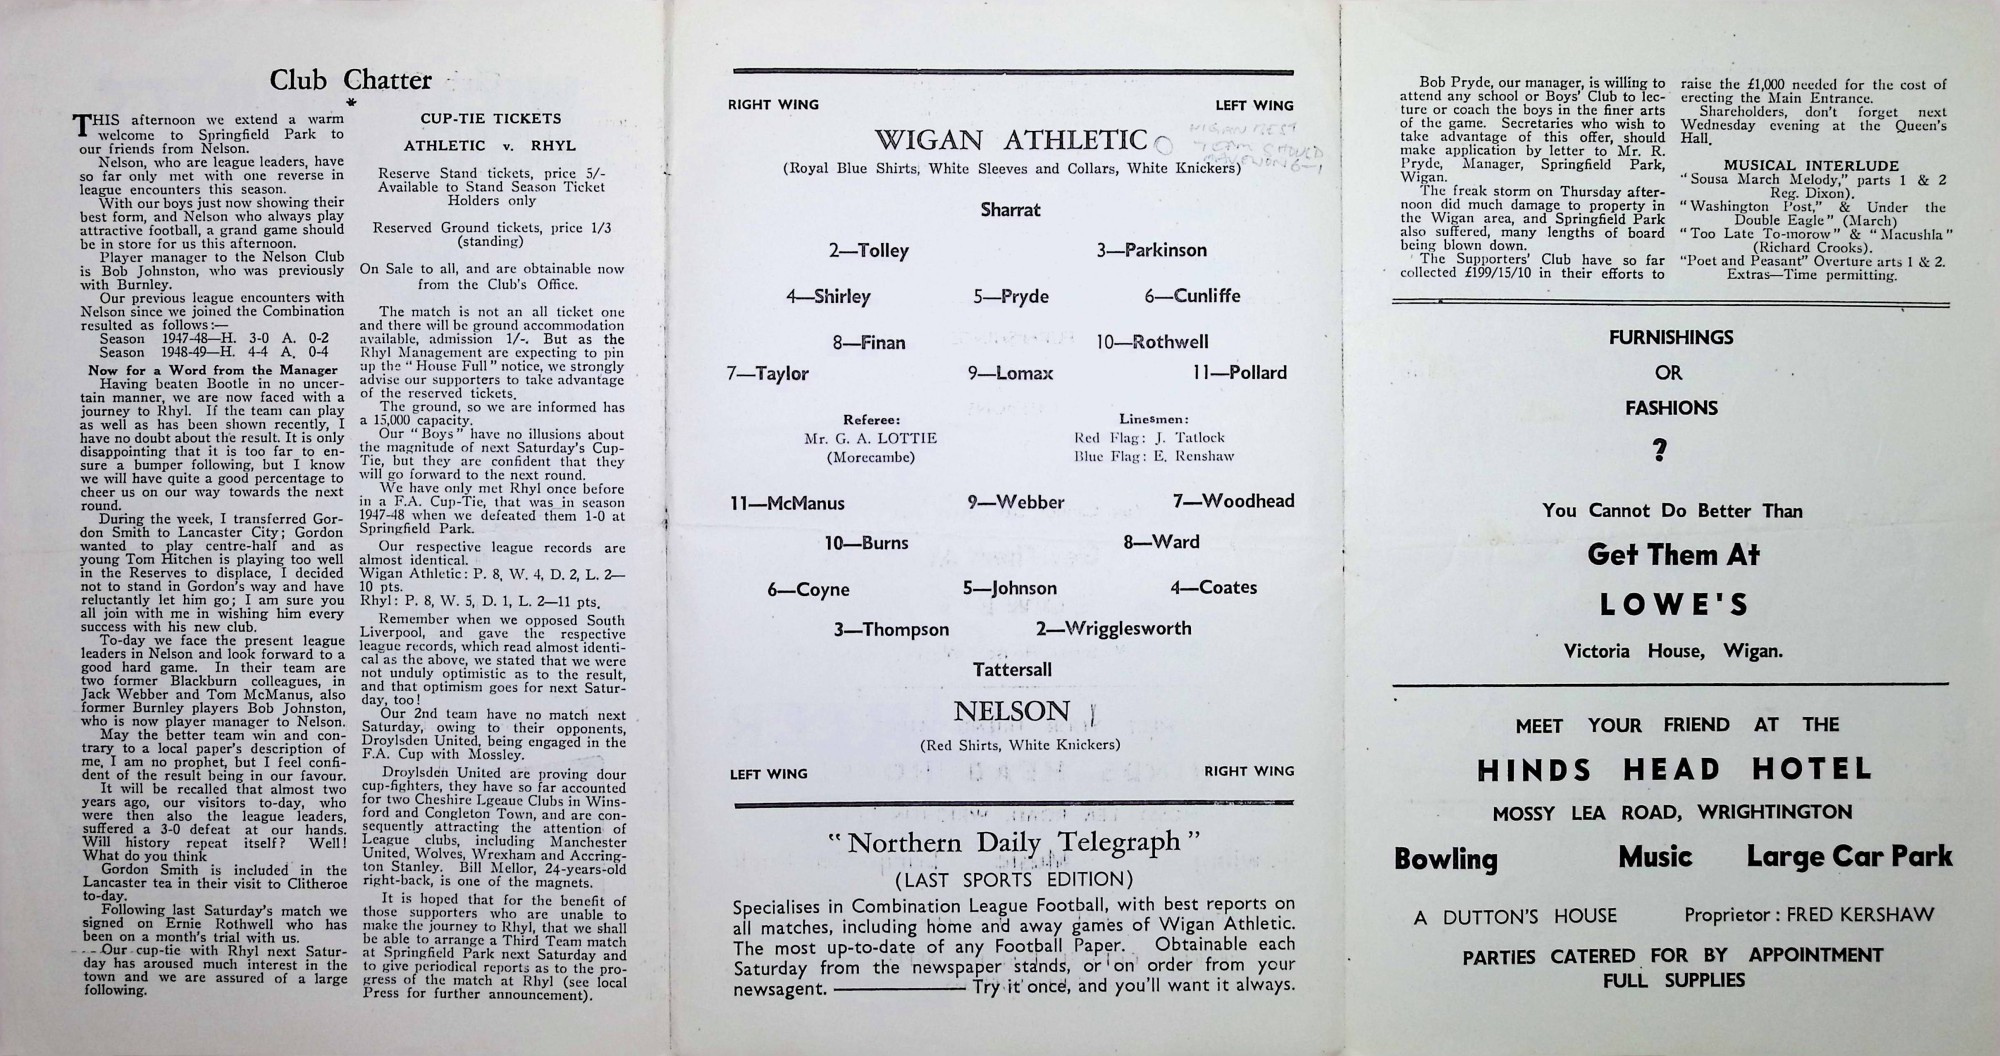 Club Chatter
*
THIS afternoon we extend a warm
welcome to Springfield Park to
our friends from Nelson.
Nelson, who are league leaders, have
so far only met with one reverse in
league encounters this season.
With our boys just now showing their
best form, and Nelson who always play
attractive football, a grand game should
be in store for us this afternoon.
Player manager to the Nelson Club
is Bob Johnston, who was previously
with Burnley.
Our previous league encounters with
Nelson since we joined the Combination
resulted as follows:—
Season 1947-48—H. 3-0 A. 0-2
Season 1948-49—H. 4-4 A, 0-4
Now for a Word from the Manager
Having beaten Bootle in no uncer-
tain manner, we are now faced with a
journey to Rhyl. If the team can play
as well as has been shown recently, I
have no doubt about the result. It is only
disappointing that it is too far to en-
sure a bumper following, but I know
we will have quite a good percentage to
cheer us on our way towards the next
round.
During the week, I transferred Gor-
don Smith to Lancaster City; Gordon
wanted to play centre-half and as
young Tom Hitchen is playing too well
in the Reserves to displace, I decided
not to stand in Gordon's way and have
reluctantly let him go; I am sure you
all join with me in wishing him every
success with his new club.
To-day we face the present league
leaders in Nelson and look forward to a
good hard game. In their team are
two former Blackburn colleagues, in
Jack Webber and Tom McManus, also
former Burnley players Bob Johnston,
who is now player manager to Nelson.
May the better team win and con-
trary to a local paper's description of
me, I am no prophet, but I feel confi-
dent of the result being in our favour.
It will be recalled that almost two
years ago, our visitors to-day, who
were then also the league leaders,
suffered a 3-0 defeat at our hands.
Will history repeat itself? Well!
What do you think
Gordon Smith is included in the
Lancaster tea in their visit to Clitheroe
to-day.
Following last Saturday's match we
signed on Ernie Rothwell who has
been on a month's trial with us.
Our cup-tie with Rhyl next Satur-
day has aroused much interest in the
town and we are assured of a large
following.
CUP-TIE TICKETS
ATHLETIC v. RHYL
Reserve Stand tickets, price 5/-
Available to Stand Season Ticket
Holders only
Reserved Ground tickets, price 1/3
(standing)
On Sale to all, and are obtainable now
from the Club's Office.
The match is not an all ticket one
and there will be ground accommodation
available, admission 1/-. But as the
Rhyl Management are expecting to pin
up the "House Full" notice, we strongly
advise our supporters to take advantage
of the reserved tickets.
The ground, so we are informed has
a 15,000 capacity.
Our "Boys" have no illusions about
the magnitude of next Saturday's Cup-
Tie, but they are confident that they
will go forward to the next round.
We have only met Rhyl once before
in a F.A. Cup-Tie, that was in season
1947-48 when we defeated them 1-0 at
Springfield Park.
Our respective league records are
almost identical.
Wigan Athletic: P. 8, W. 4, D. 2, L. 2—
10 pts.
Rhyl: P. 8, W. 5, D. 1, L. 2—11 pts.
Remember when we opposed South
Liverpool, and gave the respective
league records, which read almost identi-
cal as the above, we stated that we were
not unduly optimistic as to the result,
and that optimism goes for next Satur-
day, too!
Our 2nd team have no match next
Saturday, owing to their opponents,
Droylsden United, being engaged in the
F.A. Cup with Mossley.
Droylsden United are proving dour
cup-fighters, they have so far accounted
for two Cheshire Lgeaue Clubs in Wins-
ford and Congleton Town, and are con-
sequently attracting the attention of
League clubs, including Manchester
United, Wolves, Wrexham and Accring-
ton Stanley. Bill Mellor, 24-years-old
right-back, is one of the magnets.
It is hoped that for the benefit of
those supporters who are unable to
make the journey to Rhyl, that we shall
be able to arrange a Third Team match
at Springfield Park next Saturday and
to give periodical reports as to the pro-
gress of the match at Rhyl (see local
Press for further announcement).
RIGHT WING LEFT WING
WIGAN ATHLETIC 0
(Royal Blue Shirts, White Sleeves and Collars, White Knickers)
Sharrat
2—Tolley 3—Parkinson
4—Shirley 5—Pryde 6—Cunliffe
8—Finan 10—Rothwell
7—Taylor 9—Lomax 11—Pollard
Referee: Linesmen:
Mr. G. A. LOTTIE Red Flag: J. Tatlock
(Morecambe) Blue Flag: E. Renshaw
11—McManus 9—Webber 7—Woodhead
10—Burns 8—Ward
6—Coyne 5—Johnson 4—Coates
3—Thompson 2—Wrigglesworth
Tattersall
NELSON 1
(Red Shirts, White Knickers)
LEFT WING RIGHT WING
"Northern Daily Telegraph"
(LAST SPORTS EDITION)
Specialises in Combination League Football, with best reports on
all matches, including home and away games of Wigan Athletic.
The most up-to-date of any Football Paper. Obtainable each
Saturday from the newspaper stands, or on order from your
newsagent. ——— Try it once, and you'll want it always.
Bob Pryde, our manager, is willing to
attend any school or Boys' Club to lec-
ture or coach the boys in the finer arts
of the game. Secretaries who wish to
take advantage of this offer, should
make application by letter to Mr. R.
Pryde, Manager, Springfield Park,
Wigan.
The freak storm on Thursday after-
noon did much damage to property in
the Wigan area, and Springfield Park
also suffered, many lengths of board
being blown down.
The Supporters' Club have so far
collected £199/15/10 in their efforts to
raise the £1,000 needed for the cost of
erecting the Main Entrance.
Shareholders, don't forget next
Wednesday evening at the Queen's
Hall.
MUSICAL INTERLUDE
"Sousa March Melody," parts 1 & 2
Reg. Dixon).
"Washington Post," & Under the
Double Eagle" (March)
"Too Late To-morow" & "Macushla"
(Richard Crooks).
"Poet and Peasant" Overture arts 1 & 2.
Extras—Time permitting.
FURNISHINGS
OR
FASHIONS
?
You Cannot Do Better Than
Get Them At
LOWE'S
Victoria House, Wigan.
MEET YOUR FRIEND AT THE
HINDS HEAD HOTEL
MOSSY LEA ROAD, WRIGHTINGTON
Bowling Music Large Car Park
A DUTTON'S HOUSE Proprietor: FRED KERSHAW
PARTIES CATERED FOR BY APPOINTMENT
FULL SUPPLIES